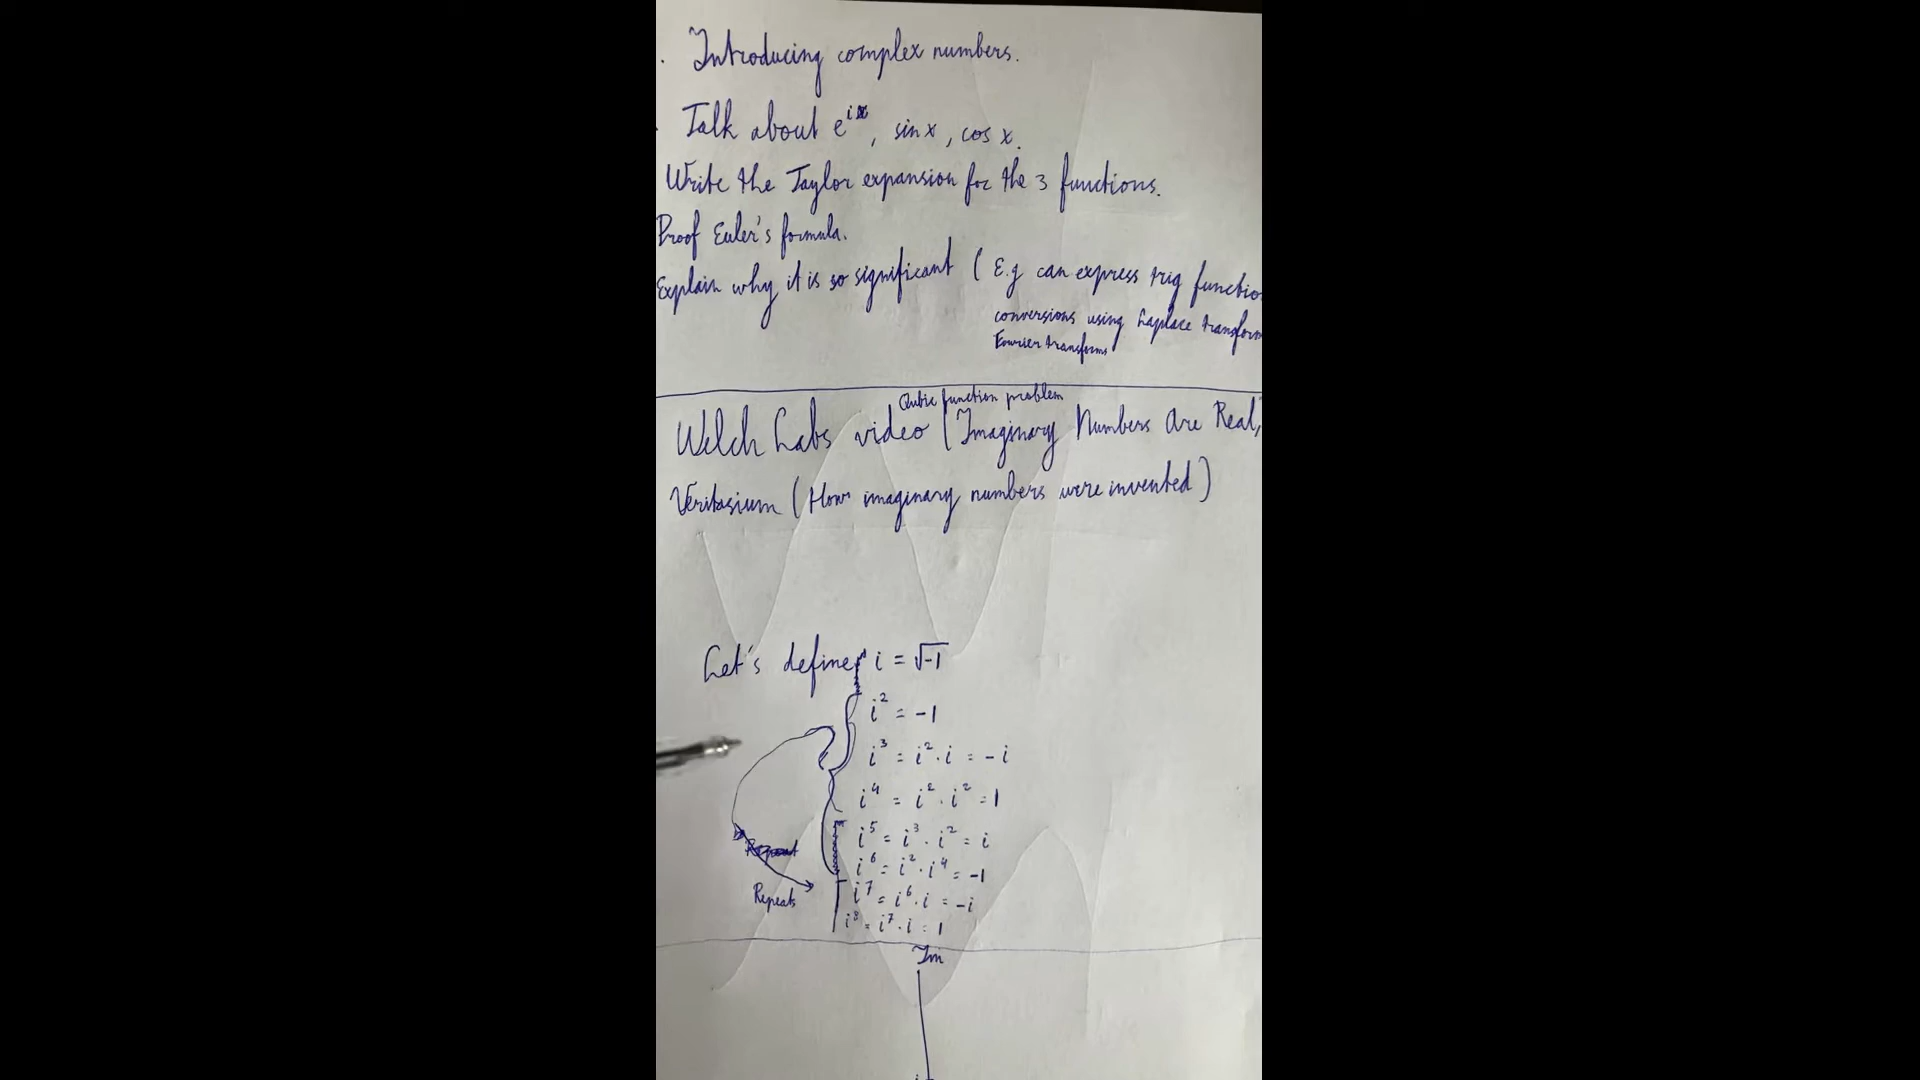 . Introducing complex numbers.
. Talk about e^ix, sin x, cos x.
Write the Taylor expansion for the 3 functions.
Proof Euler's formula.
Explain why it is so significant ( E.g can express trig functio
conversions using Laplace transform
Fourier transforms
Qubic function problem
Welch Labs video (Imaginary Numbers Are Real,
Veritasium (How imaginary numbers were invented)
Let's define i = √-1
i² = -1
i³ = i² · i = -i
i⁴ = i² · i² = 1
i⁵ = i³ · i² = i
i⁶ = i² · i⁴ = -1
i⁷ = i⁶ · i = -i
i⁸ = i⁷ · i = 1
Repeat
Repeats
Im